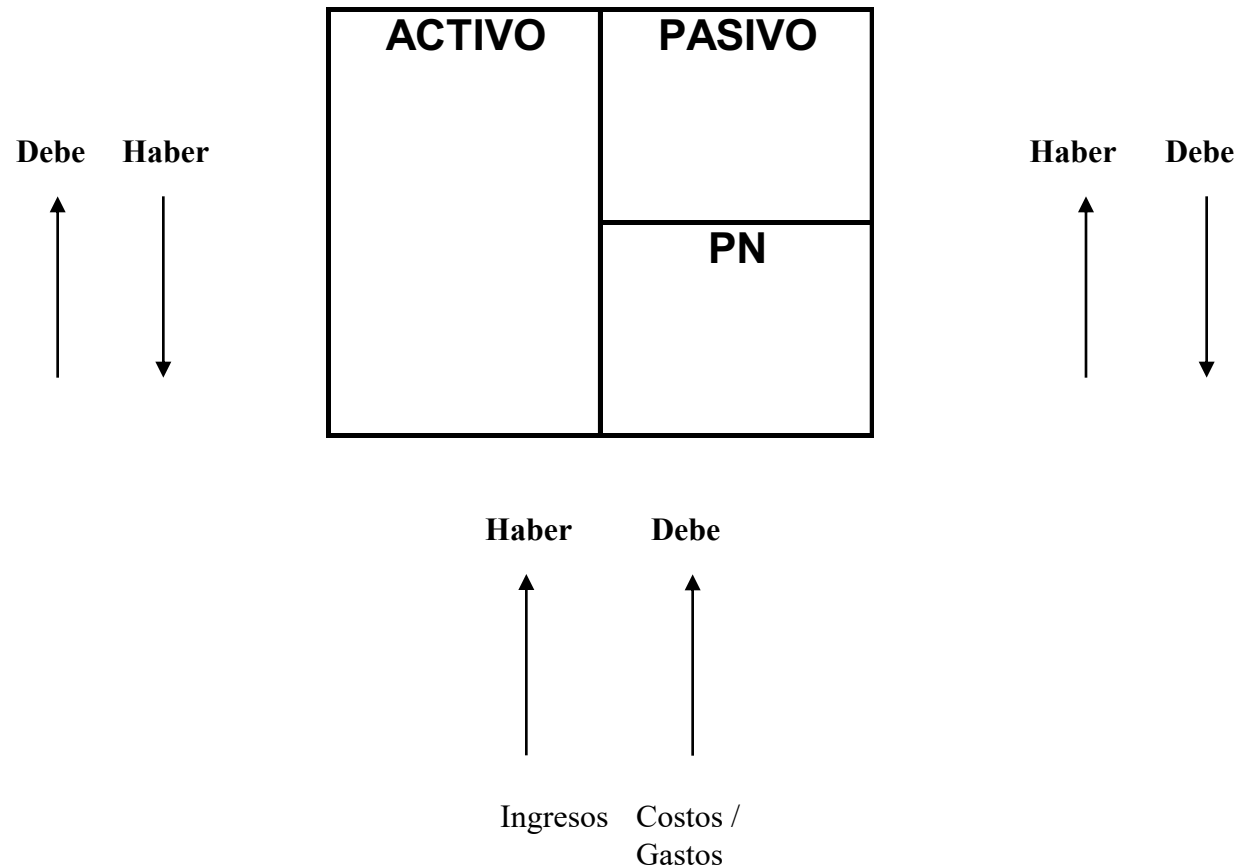 ACTIVO PASIVO
Debe Haber
Haber Debe
PN
Haber Debe
Ingresos Costos /
Gastos